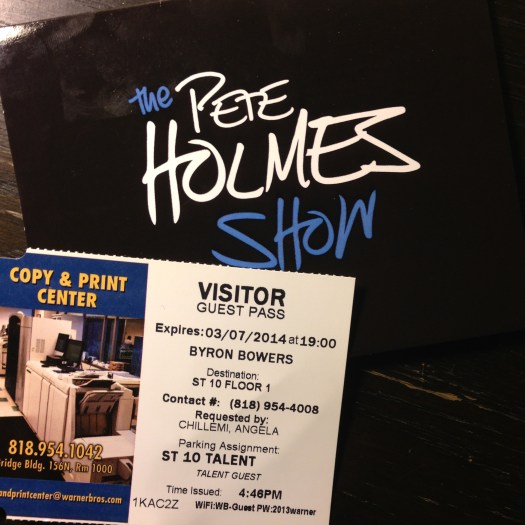 the PETE
HOLMES
SHOW
COPY & PRINT
CENTER
818.954.1042
ridge Bldg. 156N, Rm 1000
andprintcenter@warnerbros.com
VISITOR
GUEST PASS
Expires: 03/07/2014 at 19:00
BYRON BOWERS
Destination:
ST 10 FLOOR 1
Contact #: (818) 954-4008
Requested by:
CHILLEMI, ANGELA
Parking Assignment:
ST 10 TALENT
TALENT GUEST
Time Issued: 4:46PM
1KAC2Z WiFi:WB-Guest PW:2013warner